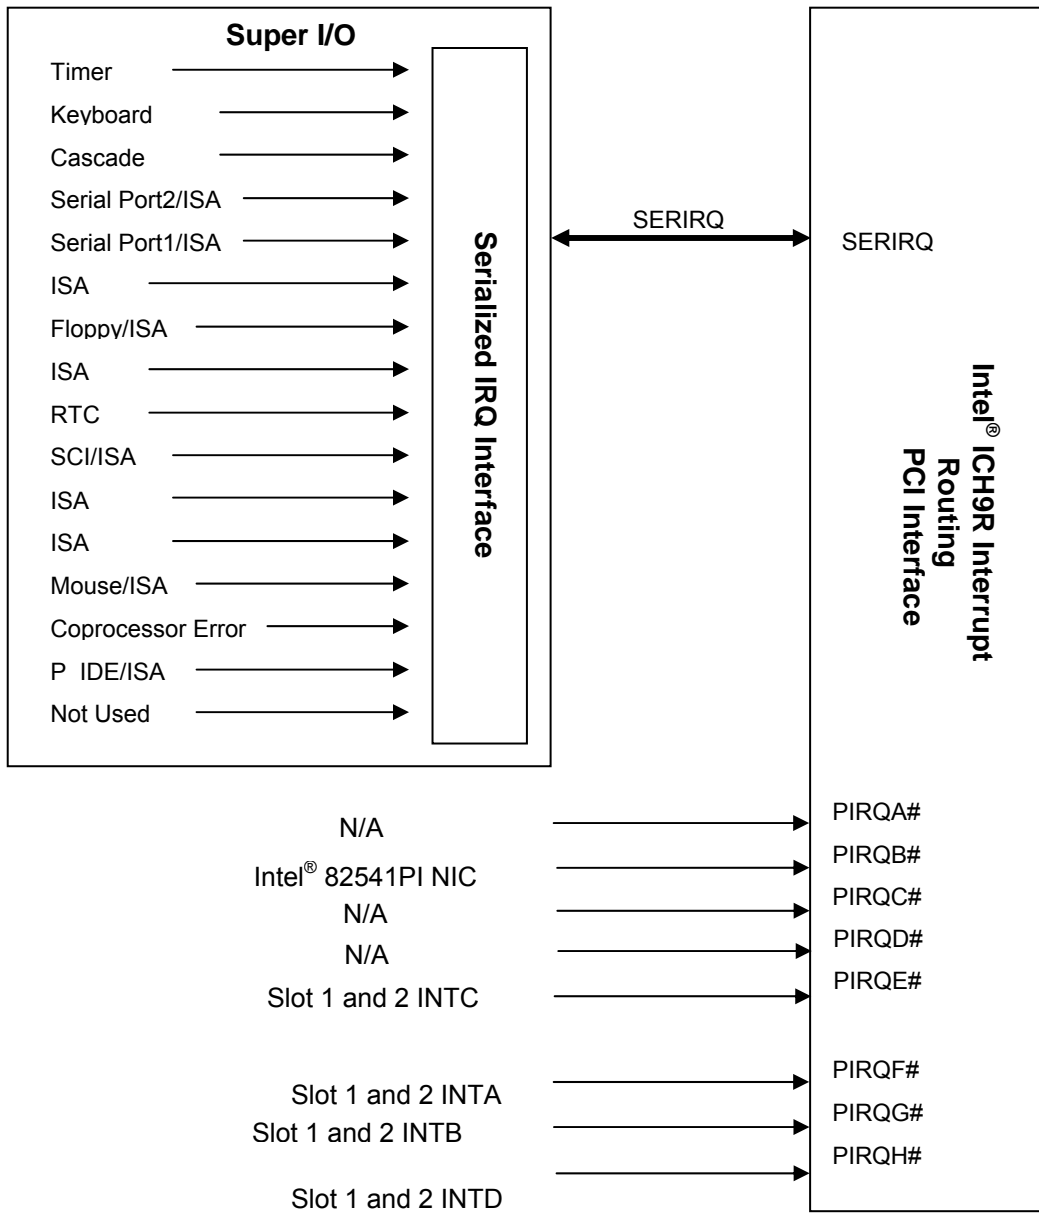 Super I/O
Timer
Keyboard
Cascade
Serial Port2/ISA
Serial Port1/ISA
ISA
Floppy/ISA
ISA
RTC
SCI/ISA
ISA
ISA
Mouse/ISA
Coprocessor Error
P IDE/ISA
Not Used
Serialized IRQ Interface
SERIRQ
SERIRQ
Intel® ICH9R Interrupt
Routing
PCI Interface
N/A
PIRQA#
Intel® 82541PI NIC
PIRQB#
N/A
PIRQC#
N/A
PIRQD#
Slot 1 and 2 INTC
PIRQE#
Slot 1 and 2 INTA
PIRQF#
Slot 1 and 2 INTB
PIRQG#
Slot 1 and 2 INTD
PIRQH#